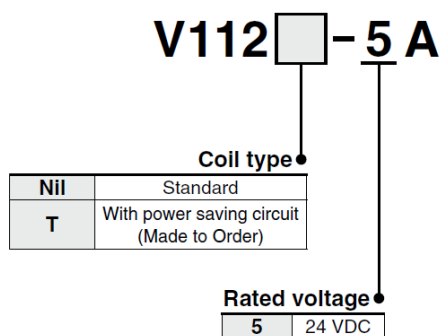 V112 - 5 A
Coil type
Nil Standard
T With power saving circuit
(Made to Order)
Rated voltage
5 24 VDC